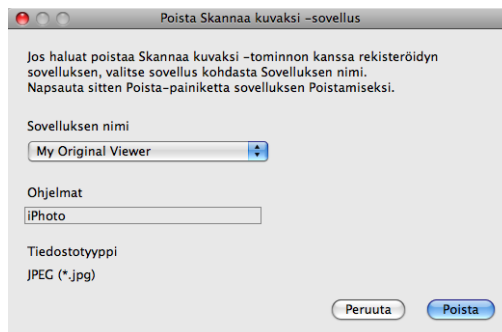 Poista Skannaa kuvaksi -sovellus
Jos haluat poistaa Skannaa kuvaksi -tominnon kanssa rekisteröidyn
sovelluksen, valitse sovellus kohdasta Sovelluksen nimi.
Napsauta sitten Poista-painiketta sovelluksen Poistamiseksi.
Sovelluksen nimi
My Original Viewer
Ohjelmat
iPhoto
Tiedostotyyppi
JPEG (*.jpg)
Peruuta Poista